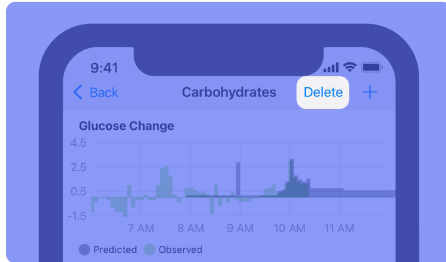 9:41
Back Carbohydrates Delete +
Glucose Change
4.5
2.5
0.5
-1.5
7 AM 8 AM 9 AM 10 AM 11 AM
Predicted Observed